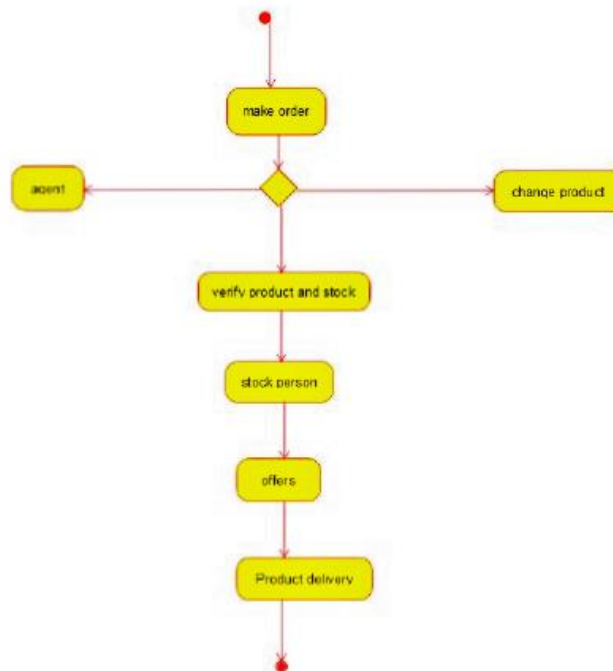 make order
agent
change product
verify product and stock
stock person
offers
Product delivery